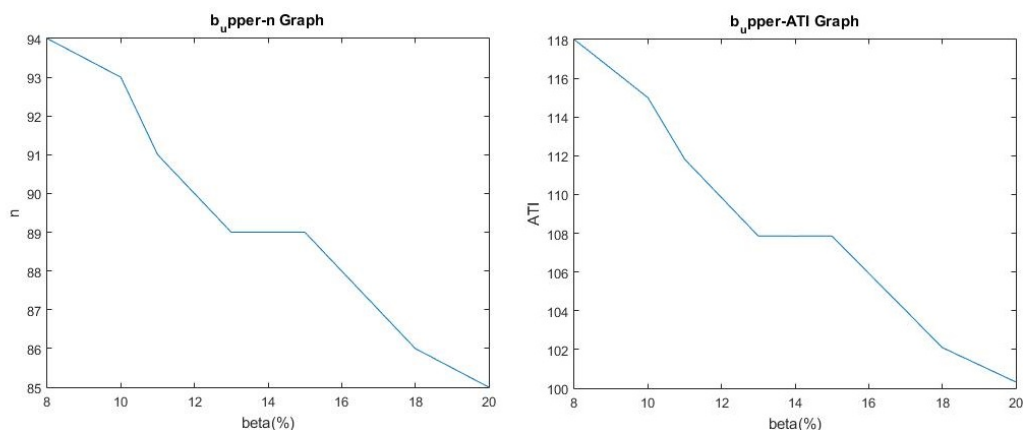 b_upper-n Graph
94
93
92
91
90
89
88
87
86
85
n
8 10 12 14 16 18 20
beta(%)
b_upper-ATI Graph
118
116
114
112
110
108
106
104
102
100
ATI
8 10 12 14 16 18 20
beta(%)